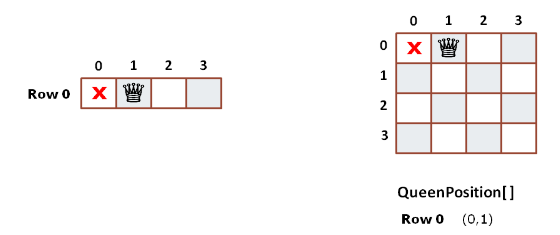 0 1 2 3
Row 0 X
0 1 2 3
0 X
1
2
3
QueenPosition[ ]
Row 0 (0,1)